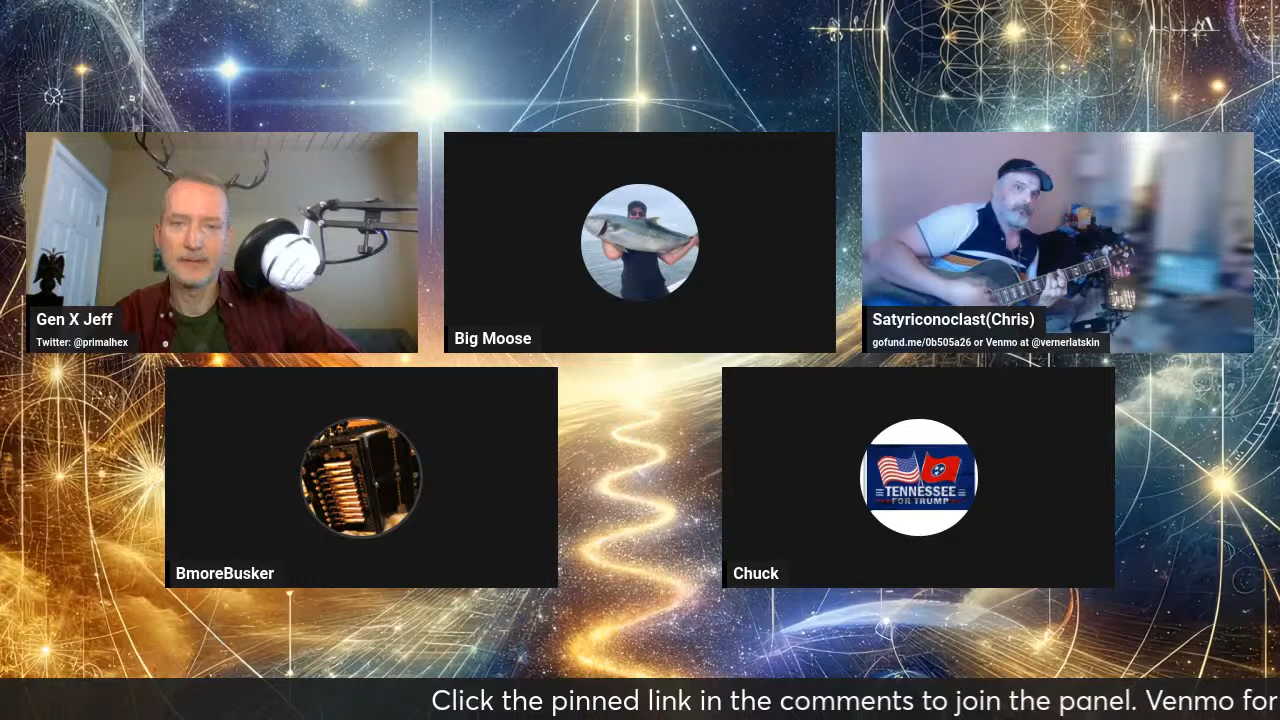 Gen X Jeff
Twitter: @primalhex
Big Moose
Satyriconoclast(Chris)
gofund.me/0b505a26 or Venmo at @vernerlatskin
BmoreBusker
TENNESSEE
FOR TRUMP
Chuck
Click the pinned link in the comments to join the panel. Venmo for